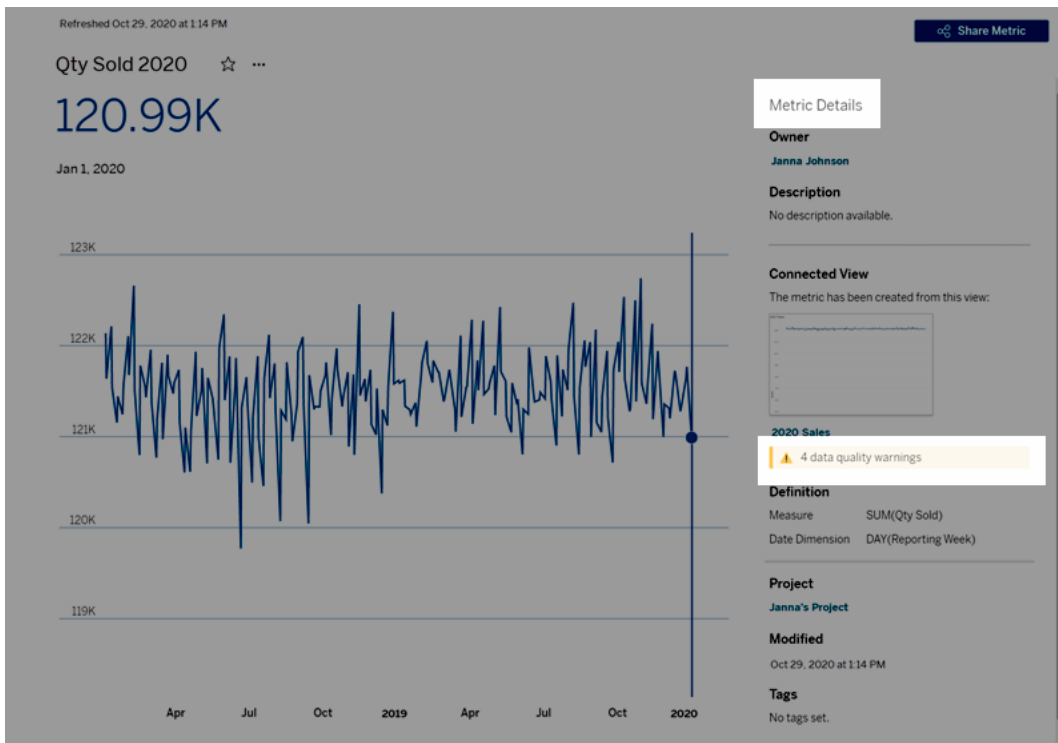 Refreshed Oct 29, 2020 at 1:14 PM
Share Metric
Qty Sold 2020
120.99K
Jan 1, 2020
123K
122K
121K
120K
119K
Apr Jul Oct 2019 Apr Jul Oct 2020
Metric Details
Owner
Janna Johnson
Description
No description available.
Connected View
The metric has been created from this view:
2020 Sales
4 data quality warnings
Definition
Measure SUM(Qty Sold)
Date Dimension DAY(Reporting Week)
Project
Janna's Project
Modified
Oct 29, 2020 at 1:14 PM
Tags
No tags set.